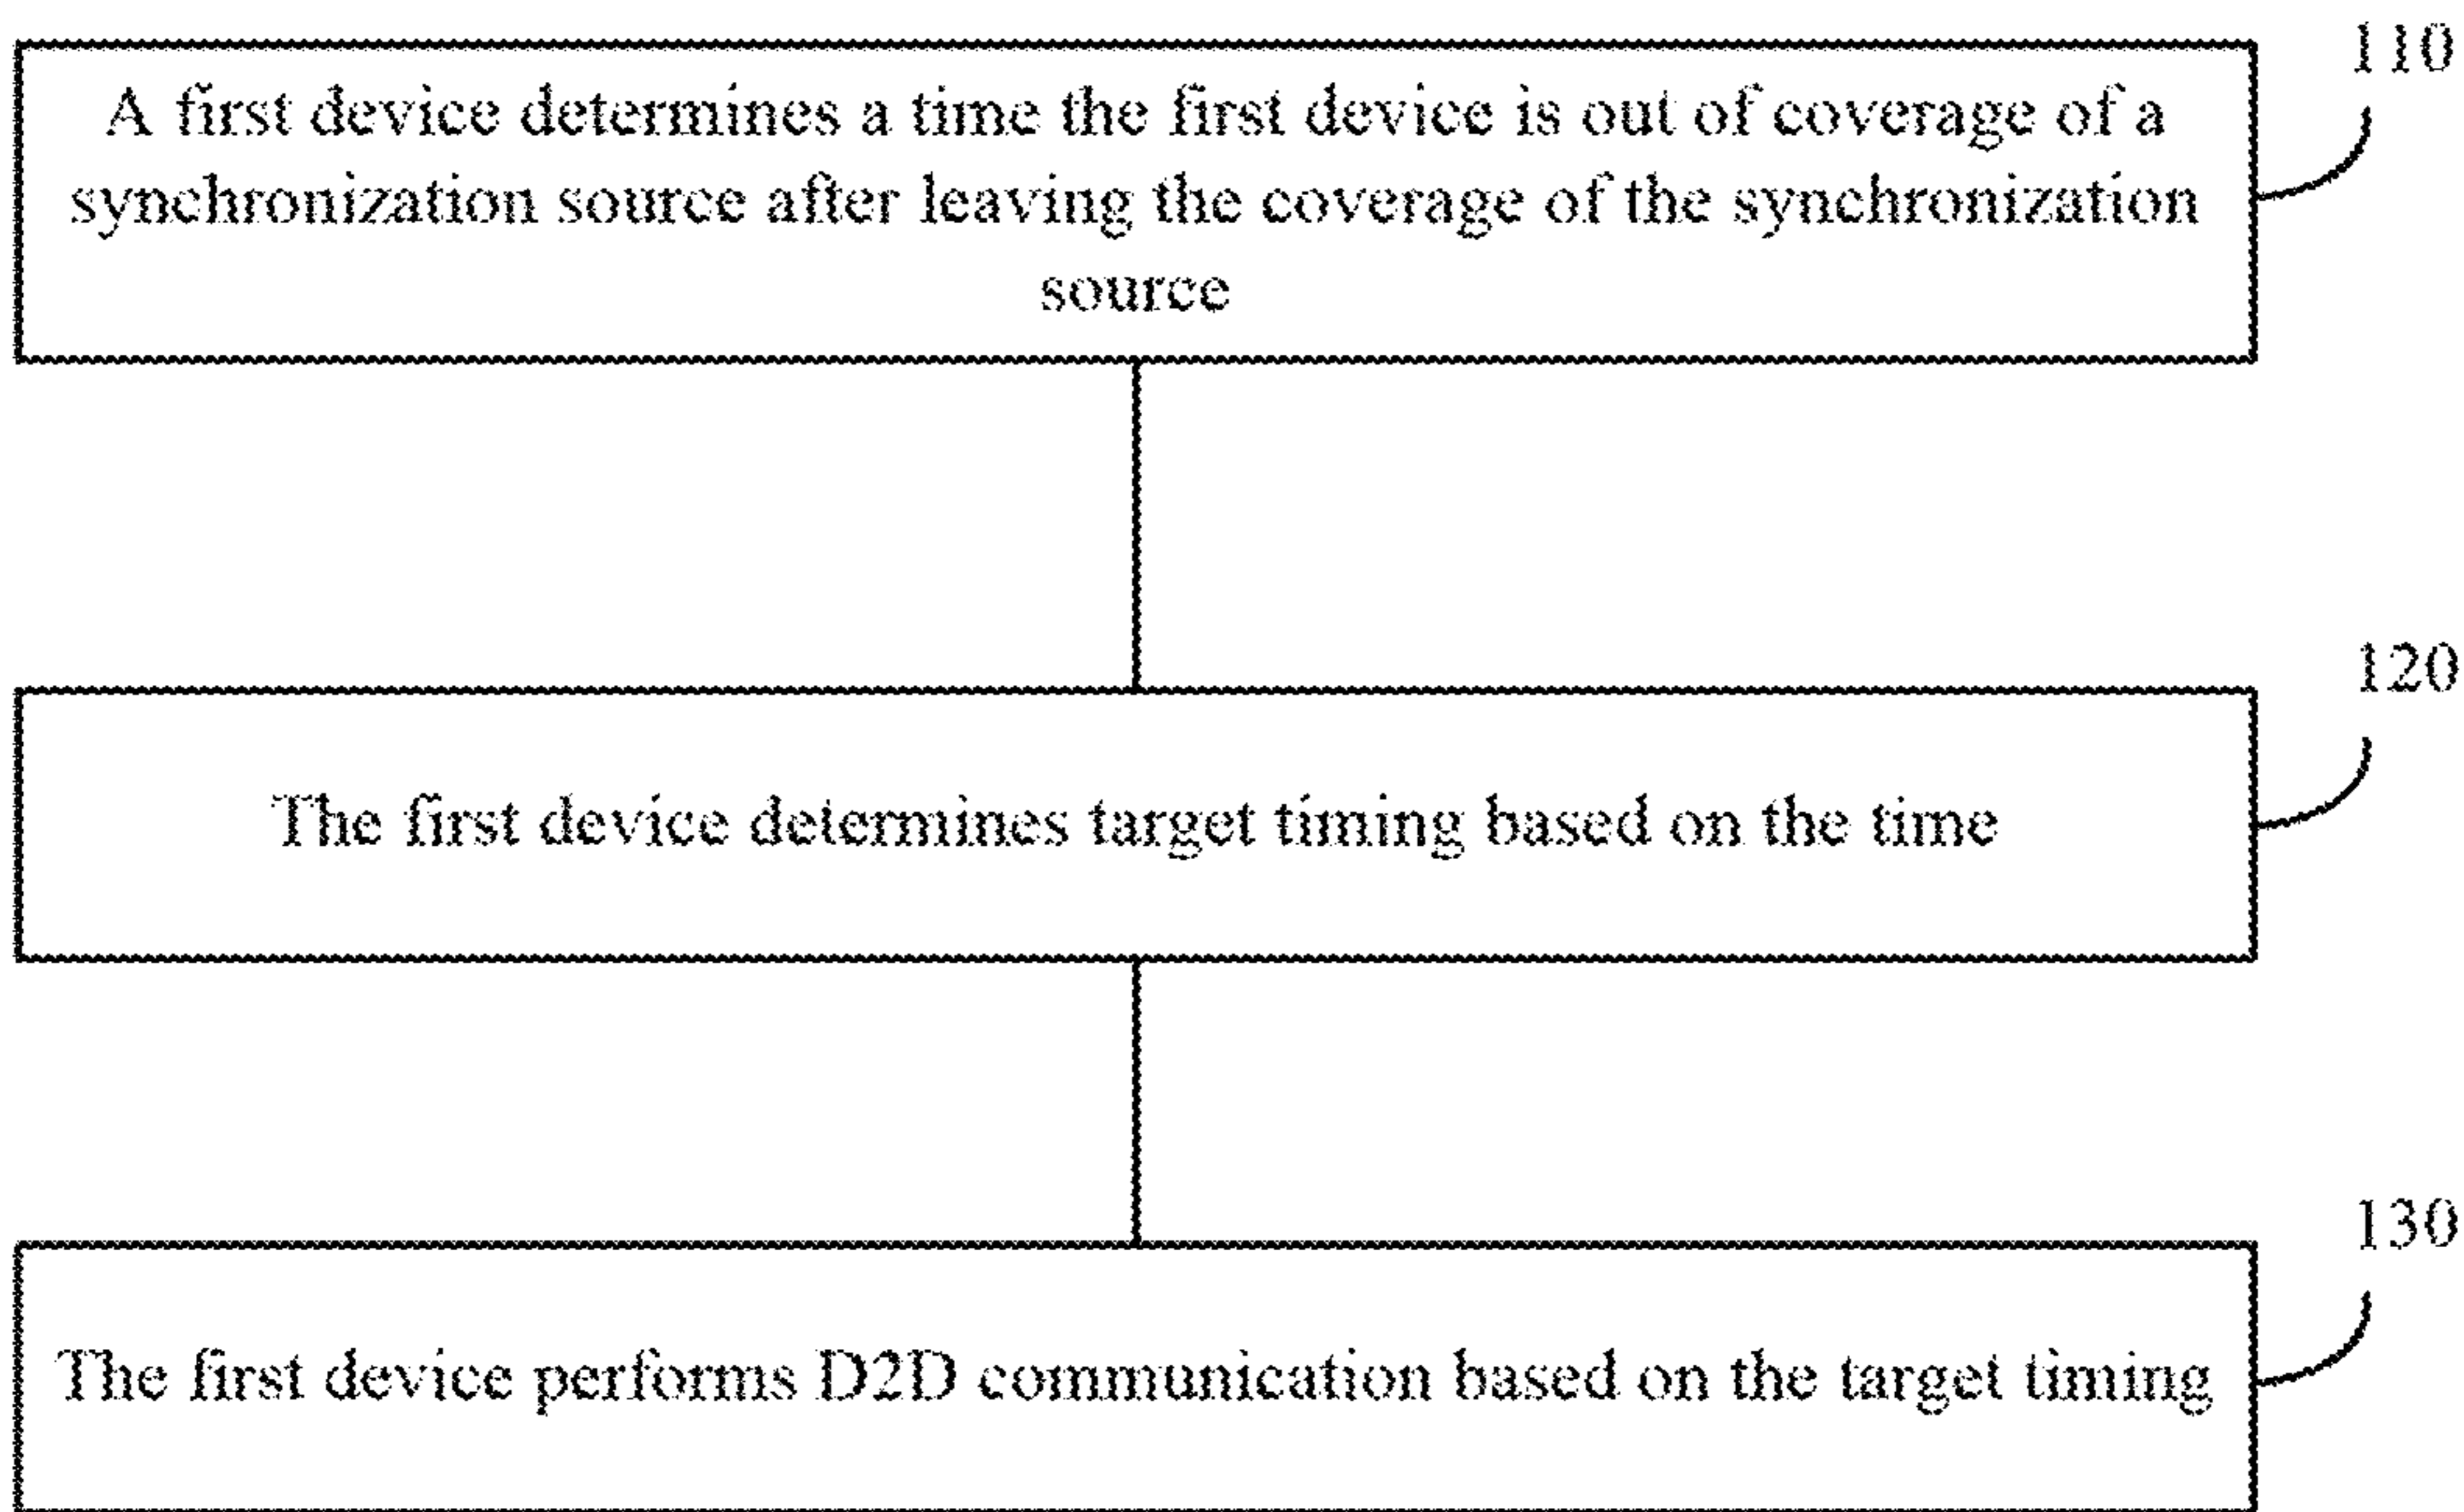 110
A first device determines a time the first device is out of coverage of a
synchronization source after leaving the coverage of the synchronization
source
120
The first device determines target timing based on the time
130
The first device performs D2D communication based on the target timing